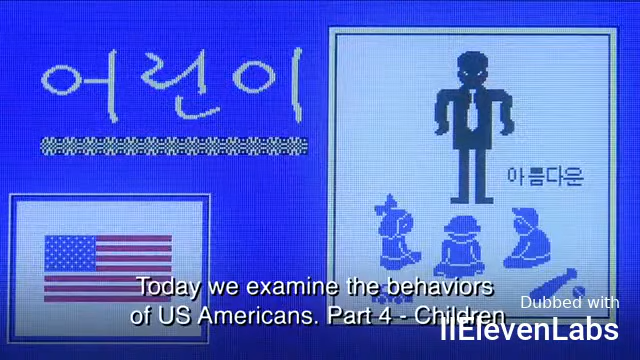 어린이
아름다운
Today we examine the behaviors
of US Americans. Part 4 - Children
Dubbed with
IIElevenLabs